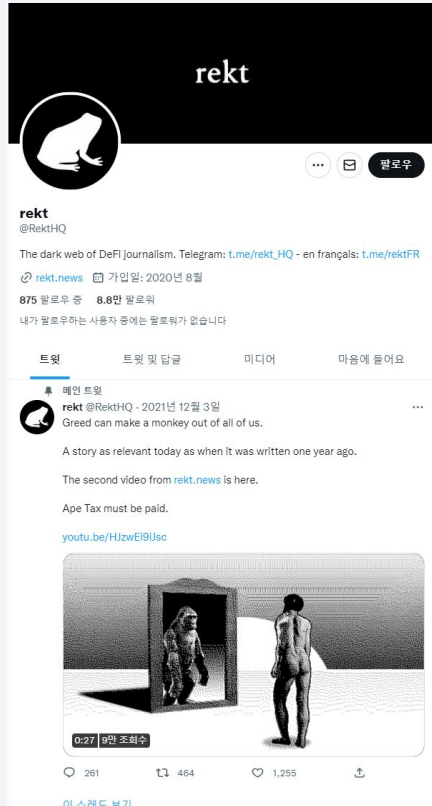 rekt
팔로우
rekt
@RektHQ
The dark web of DeFi journalism. Telegram: t.me/rekt_HQ - en français: t.me/rektFR
rekt.news 가입일: 2020년 8월
875 팔로우 중 8.8만 팔로워
내가 팔로우하는 사용자 중에는 팔로워가 없습니다
트윗 트윗 및 답글 미디어 마음에 들어요
메인 트윗
rekt @RektHQ · 2021년 12월 3일
Greed can make a monkey out of all of us.
A story as relevant today as when it was written one year ago.
The second video from rekt.news is here.
Ape Tax must be paid.
youtu.be/HJzwEl9iJsc
0:27 9만 조회수
261 464 1,255
이 스레드 보기